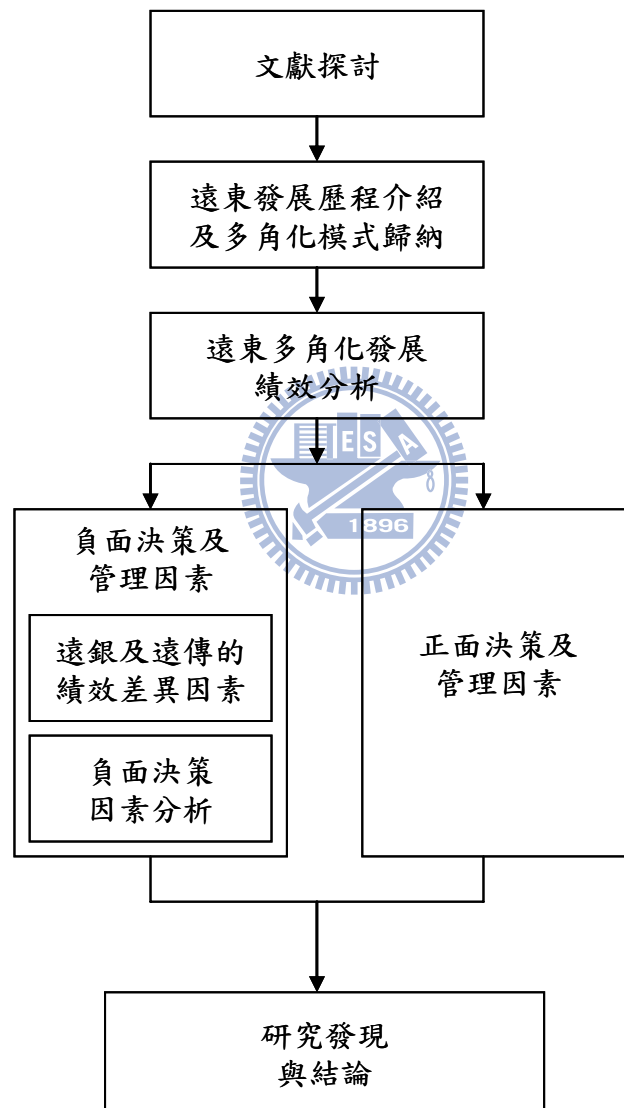 文獻探討
遠東發展歷程介紹
及多角化模式歸納
遠東多角化發展
績效分析
ES
A
1896
負面決策及
管理因素
遠銀及遠傳的
績效差異因素
負面決策
因素分析
正面決策及
管理因素
研究發現
與結論